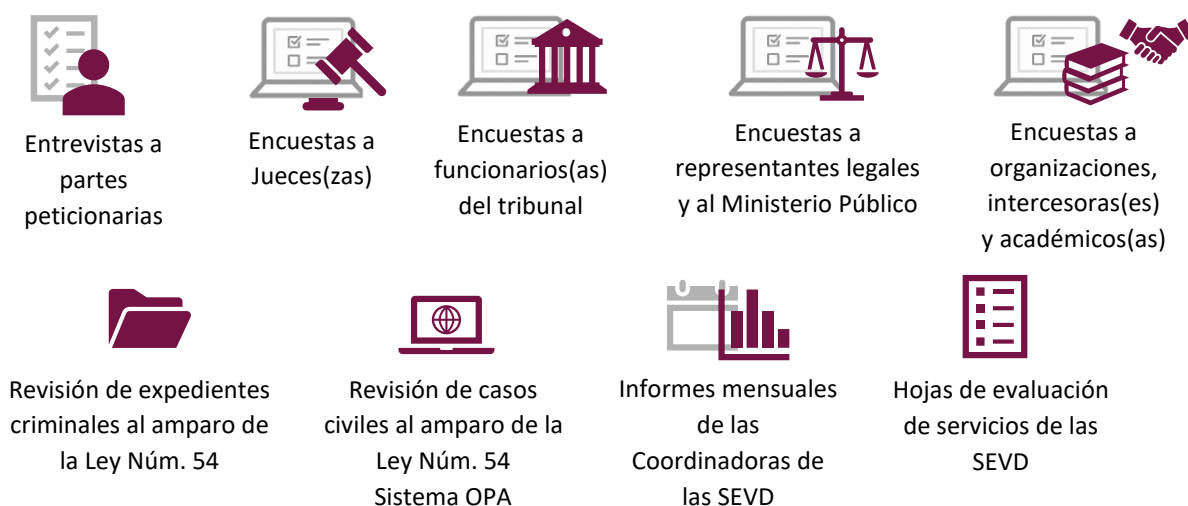 Entrevistas a
partes
peticionarias
Encuestas a
Jueces(zas)
Encuestas a
funcionarios(as)
del tribunal
Encuestas a
representantes legales
y al Ministerio Público
Encuestas a
organizaciones,
intercesoras(es)
y académicos(as)
Revisión de expedientes
criminales al amparo de
la Ley Núm. 54
Revisión de casos
civiles al amparo de la
Ley Núm. 54
Sistema OPA
Informes mensuales
de las
Coordinadoras de
las SEVD
Hojas de evaluación
de servicios de las
SEVD